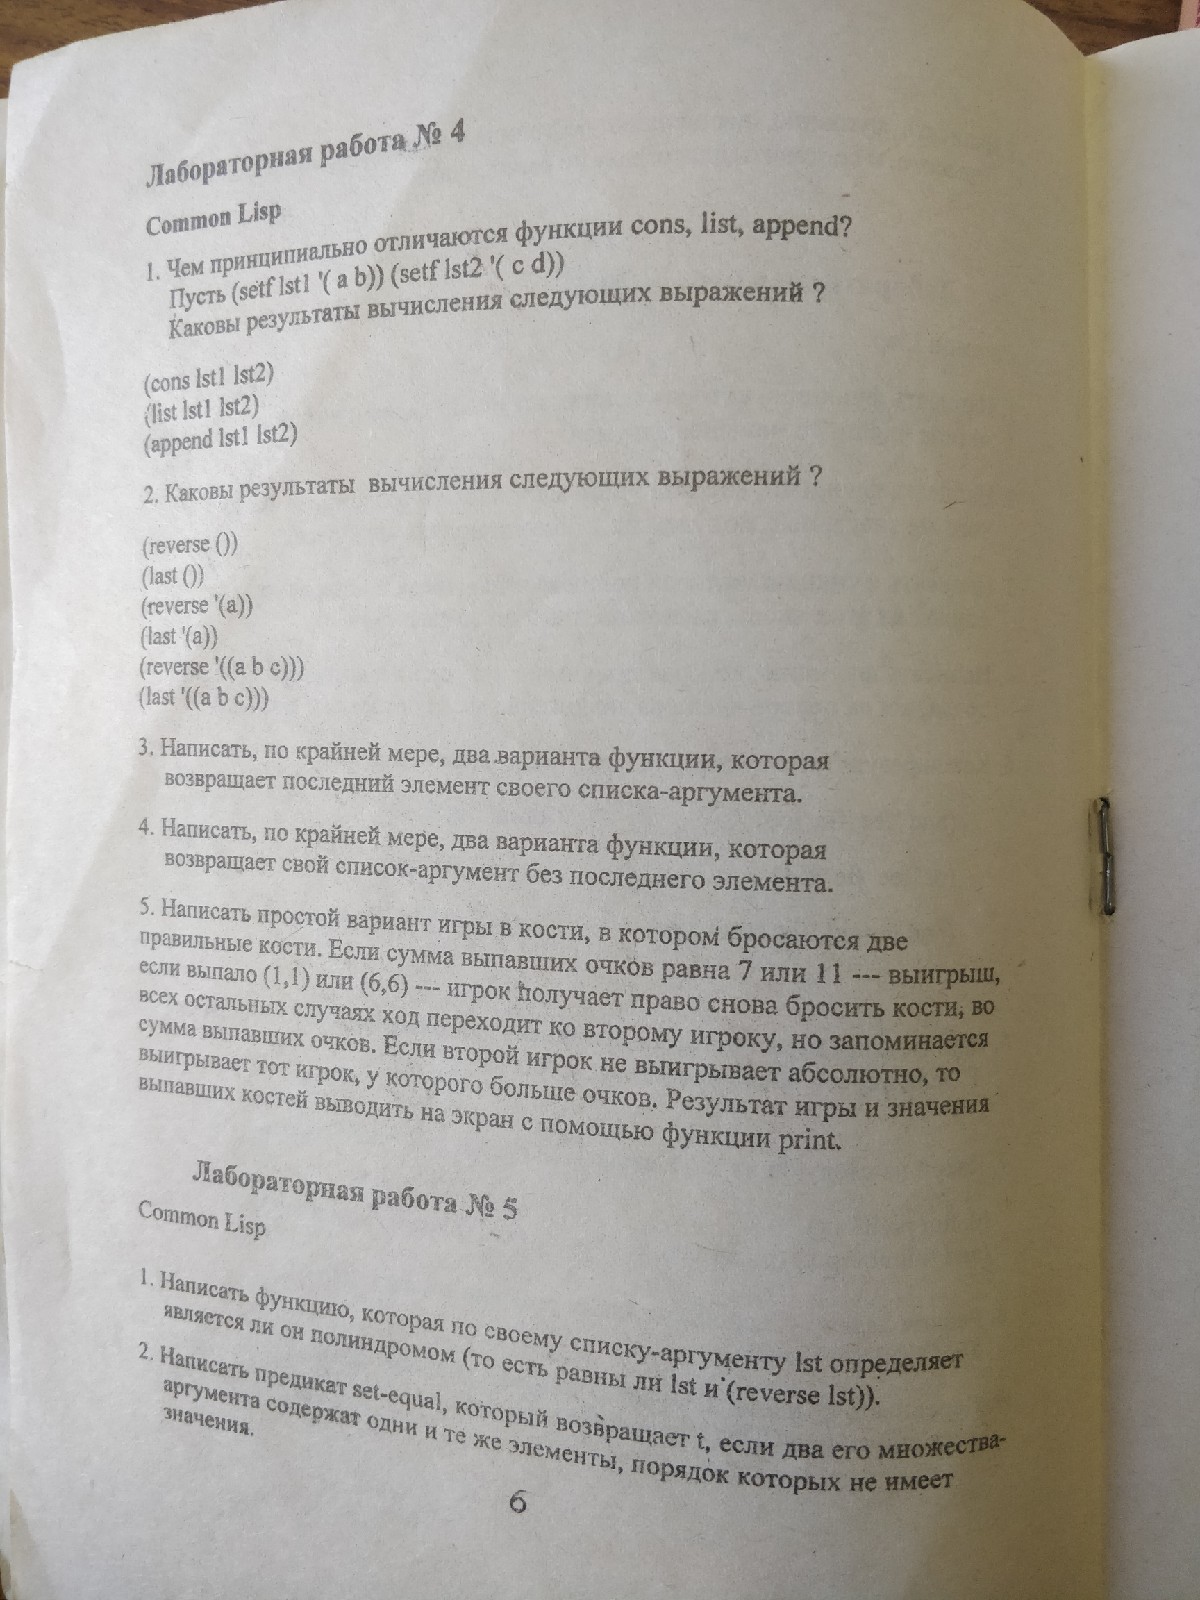 Лабораторная работа № 4
Common Lisp
1. Чем принципиально отличаются функции cons, list, append?
Пусть (setf lst1 '( a b)) (setf lst2 '( c d))
Каковы результаты вычисления следующих выражений ?
(cons lst1 lst2)
(list lst1 lst2)
(append lst1 lst2)
2. Каковы результаты вычисления следующих выражений ?
(reverse ())
(last ())
(reverse '(a))
(last '(a))
(reverse '((a b c)))
(last '((a b c)))
3. Написать, по крайней мере, два варианта функции, которая
возвращает последний элемент своего списка-аргумента.
4. Написать, по крайней мере, два варианта функции, которая
возвращает свой список-аргумент без последнего элемента.
5. Написать простой вариант игры в кости, в котором бросаются две
правильные кости. Если сумма выпавших очков равна 7 или 11 --- выигрыш,
если выпало (1,1) или (6,6) --- игрок получает право снова бросить кости, во
всех остальных случаях ход переходит ко второму игроку, но запоминается
сумма выпавших очков. Если второй игрок не выигрывает абсолютно, то
выигрывает тот игрок, у которого больше очков. Результат игры и значения
выпавших костей выводить на экран с помощью функции print.
Лабораторная работа № 5
Common Lisp
1. Написать функцию, которая по своему списку-аргументу lst определяет
является ли он полиндромом (то есть равны ли lst и (reverse lst)).
2. Написать предикат set-equal, который возвращает t, если два его множества-
аргумента содержат одни и те же элементы, порядок которых не имеет
значения.
6